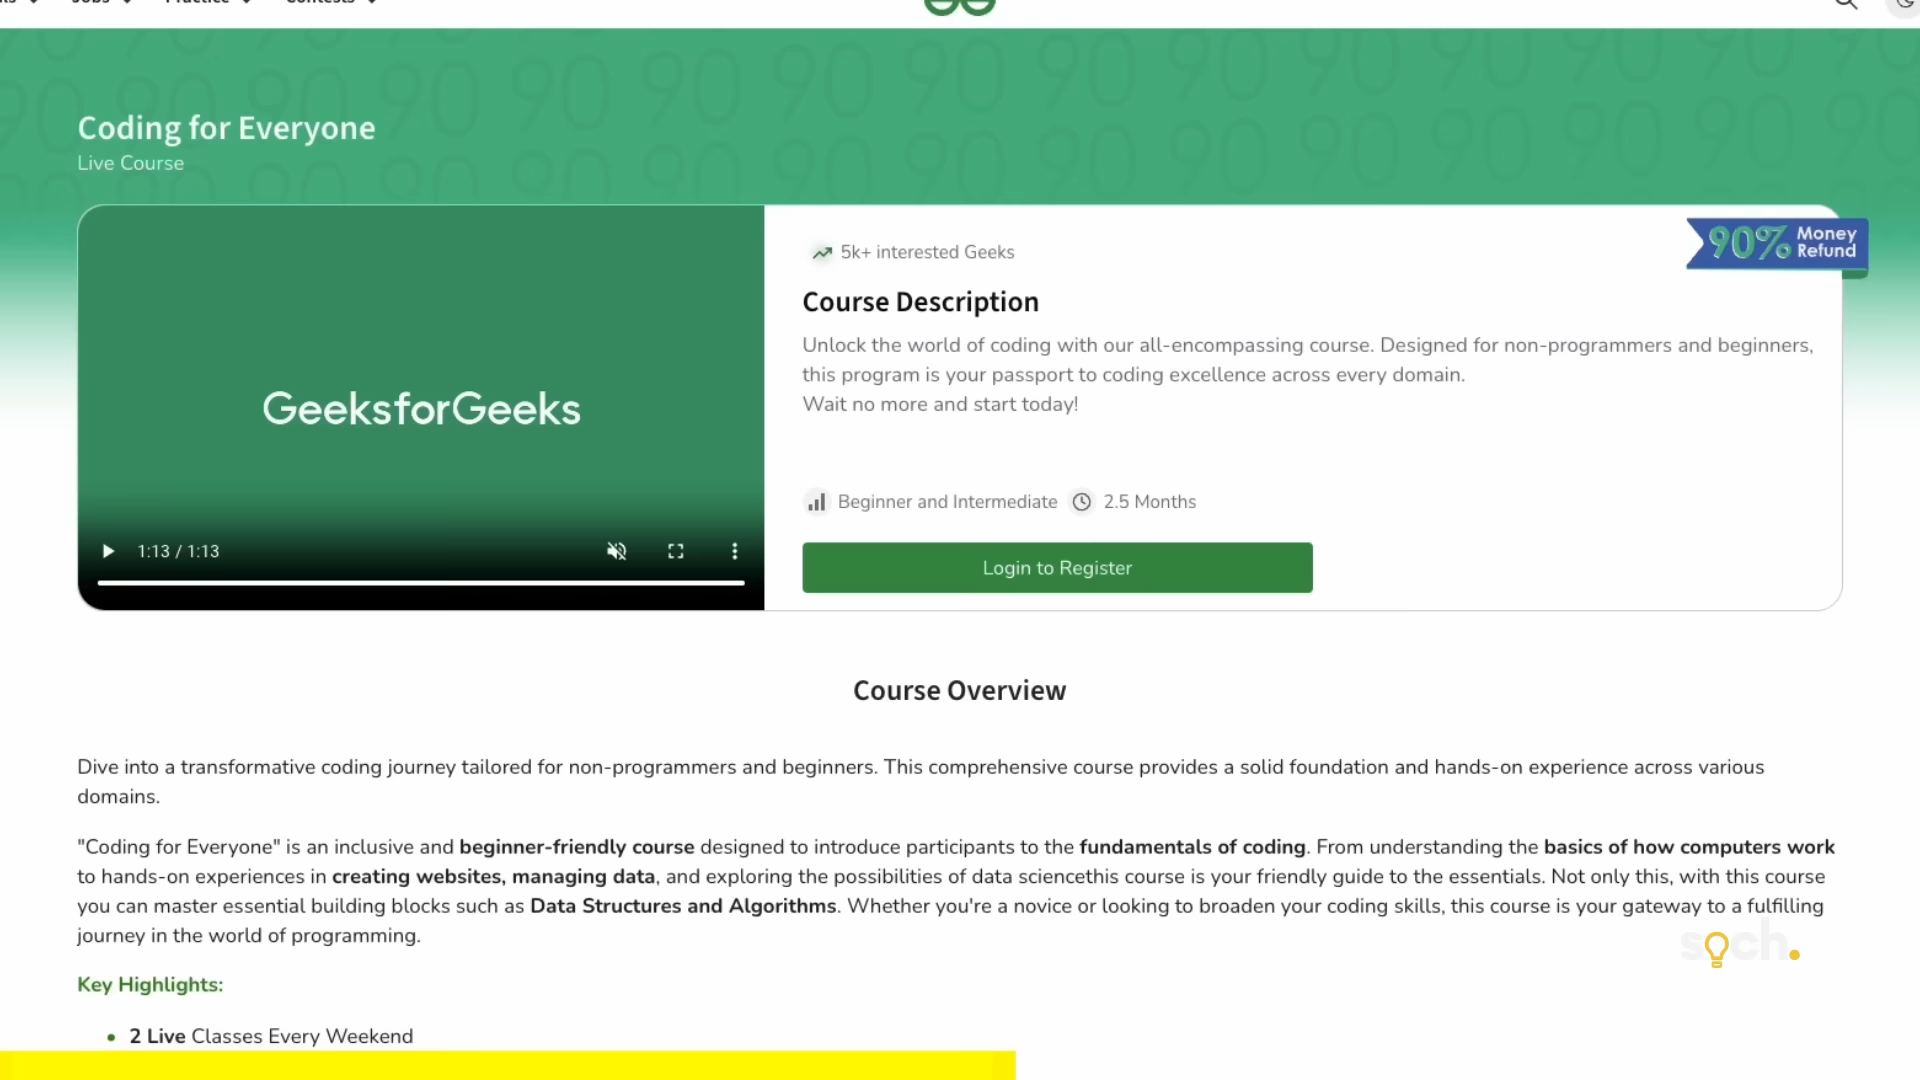 Jobs
Practice
Contests
Coding for Everyone
Live Course
GeeksforGeeks
1:13 / 1:13
5k+ interested Geeks
90% Money
Refund
Course Description
Unlock the world of coding with our all-encompassing course. Designed for non-programmers and beginners,
this program is your passport to coding excellence across every domain.
Wait no more and start today!
Beginner and Intermediate 2.5 Months
Login to Register
Course Overview
Dive into a transformative coding journey tailored for non-programmers and beginners. This comprehensive course provides a solid foundation and hands-on experience across various
domains.
"Coding for Everyone" is an inclusive and beginner-friendly course designed to introduce participants to the fundamentals of coding. From understanding the basics of how computers work
to hands-on experiences in creating websites, managing data, and exploring the possibilities of data sciencethis course is your friendly guide to the essentials. Not only this, with this course
you can master essential building blocks such as Data Structures and Algorithms. Whether you're a novice or looking to broaden your coding skills, this course is your gateway to a fulfilling
journey in the world of programming.
soch.
Key Highlights:
2 Live Classes Every Weekend